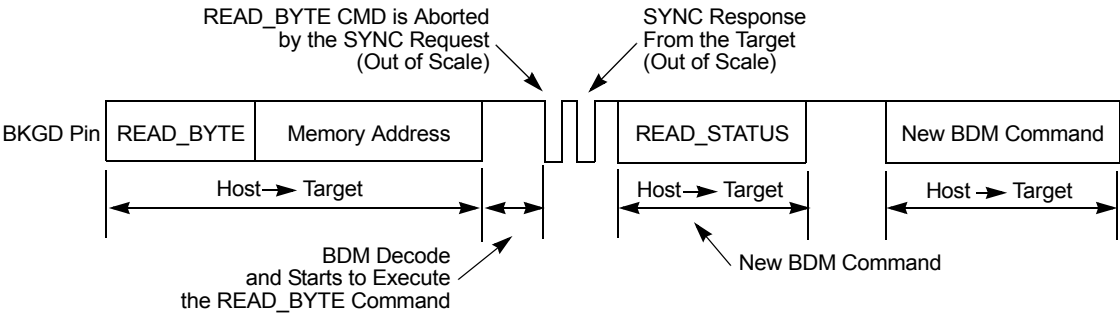 READ_BYTE CMD is Aborted
by the SYNC Request
(Out of Scale)
SYNC Response
From the Target
(Out of Scale)
BKGD Pin
READ_BYTE
Memory Address
READ_STATUS
New BDM Command
Host Target
Host Target
Host Target
BDM Decode
and Starts to Execute
the READ_BYTE Command
New BDM Command